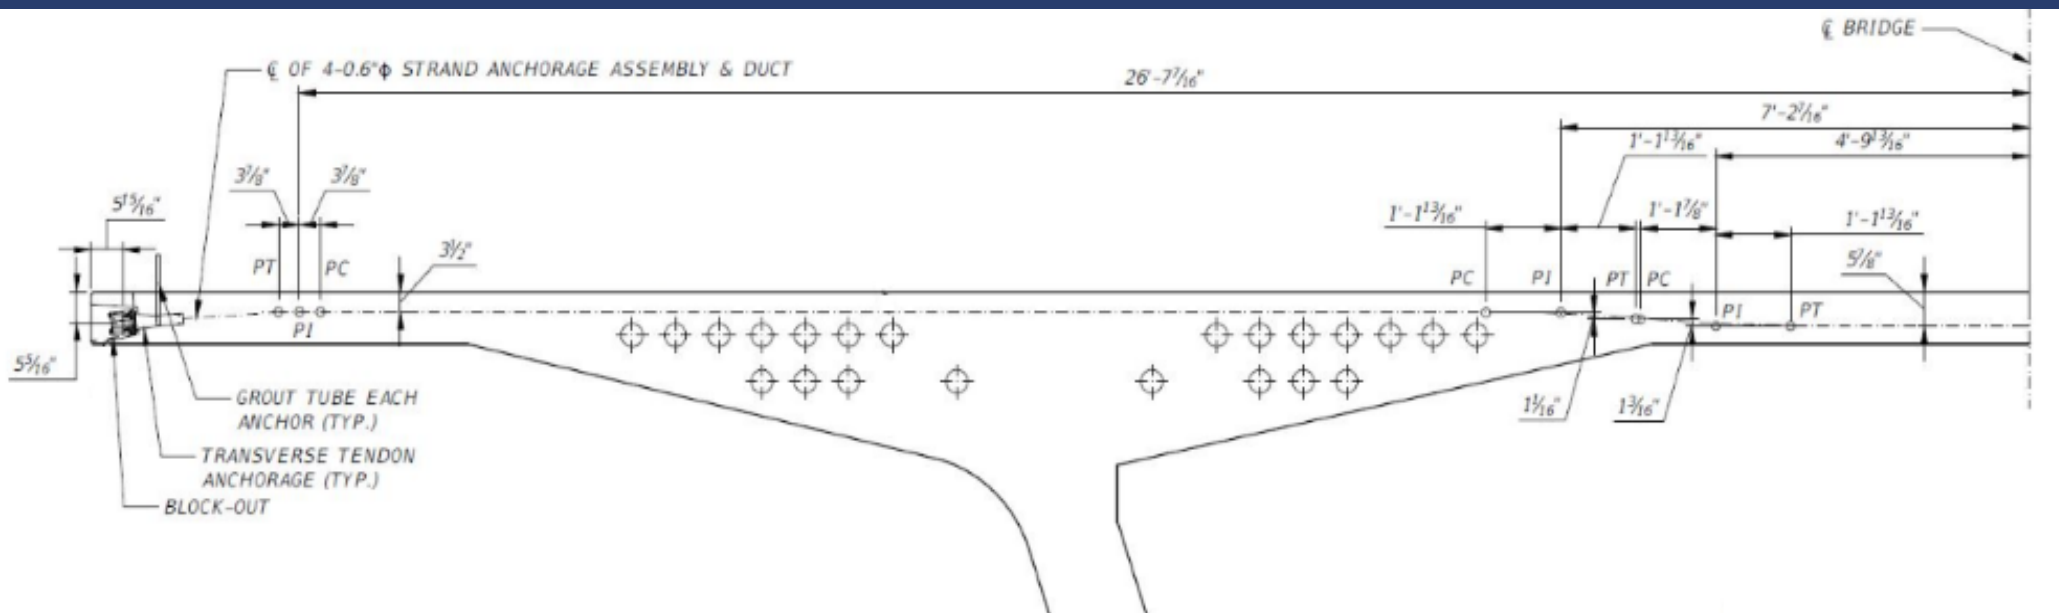 ℄ BRIDGE
℄ OF 4-0.6"ϕ STRAND ANCHORAGE ASSEMBLY & DUCT
26'-7⁷⁄₁₆"
7'-2⁷⁄₁₆"
1'-1¹³⁄₁₆"
4'-9¹³⁄₁₆"
3⁷⁄₈"
3⁷⁄₈"
5¹⁵⁄₁₆"
1'-1¹³⁄₁₆"
1'-1⁷⁄₈"
1'-1¹³⁄₁₆"
3¹⁄₂"
5⁷⁄₈"
PT
PC
PC
PI
PT
PC
PI
PI
PT
5⁵⁄₁₆"
GROUT TUBE EACH
ANCHOR (TYP.)
1¹⁄₁₆"
1³⁄₁₆"
TRANSVERSE TENDON
ANCHORAGE (TYP.)
BLOCK-OUT